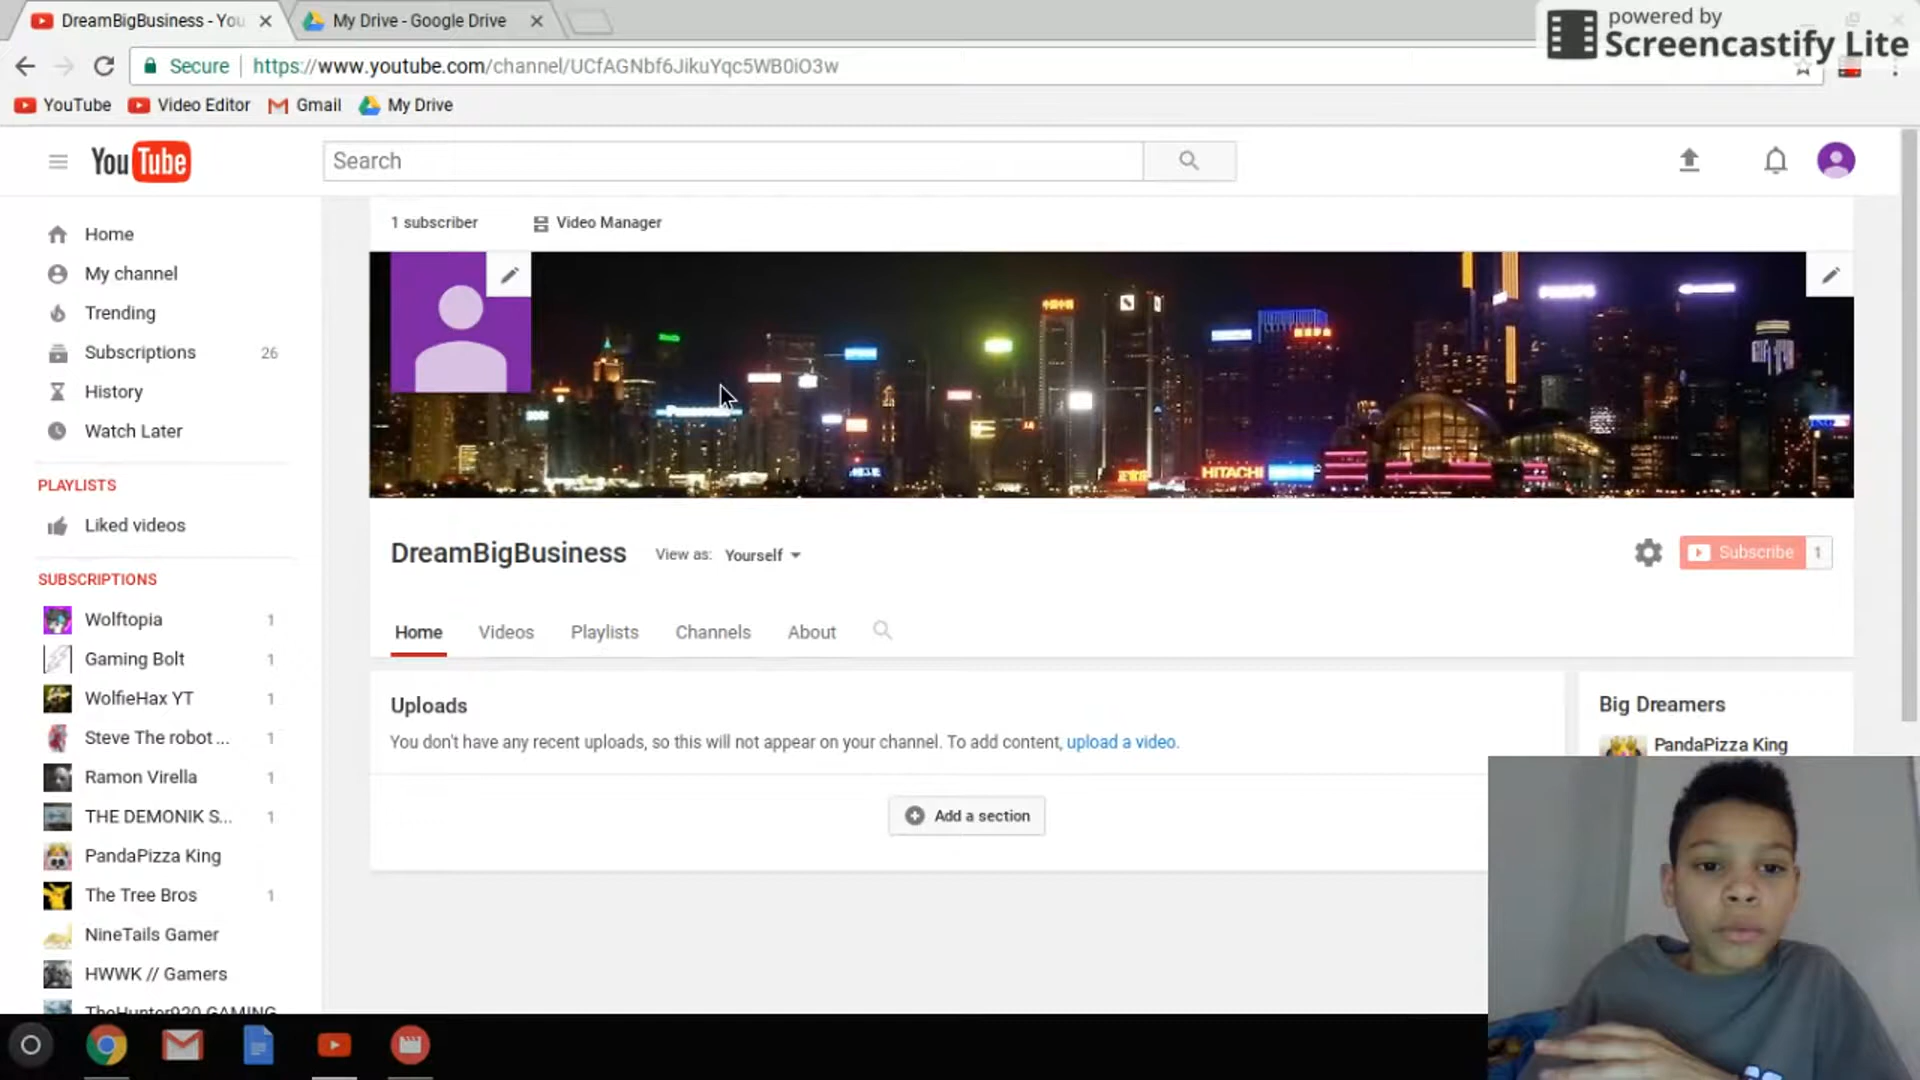 DreamBigBusiness - You
My Drive - Google Drive
powered by
Screencastify Lite
Secure
https://www.youtube.com/channel/UCfAGNbf6JikuYqc5WB0iO3w
YouTube
Video Editor
Gmail
My Drive
YouTube
Search
1 subscriber
Video Manager
Home
My channel
Trending
Subscriptions 26
History
Watch Later
PLAYLISTS
Liked videos
SUBSCRIPTIONS
Wolftopia 1
Gaming Bolt 1
WolfieHax YT 1
Steve The robot ... 1
Ramon Virella 1
THE DEMONIK S... 1
PandaPizza King
The Tree Bros 1
NineTails Gamer
HWWK // Gamers
TheHunter920 GAMING
Panasonic
PHILIPS
HITACHI
DreamBigBusiness
View as: Yourself
Subscribe 1
Home
Videos
Playlists
Channels
About
Uploads
You don't have any recent uploads, so this will not appear on your channel. To add content, upload a video.
Add a section
Big Dreamers
PandaPizza King